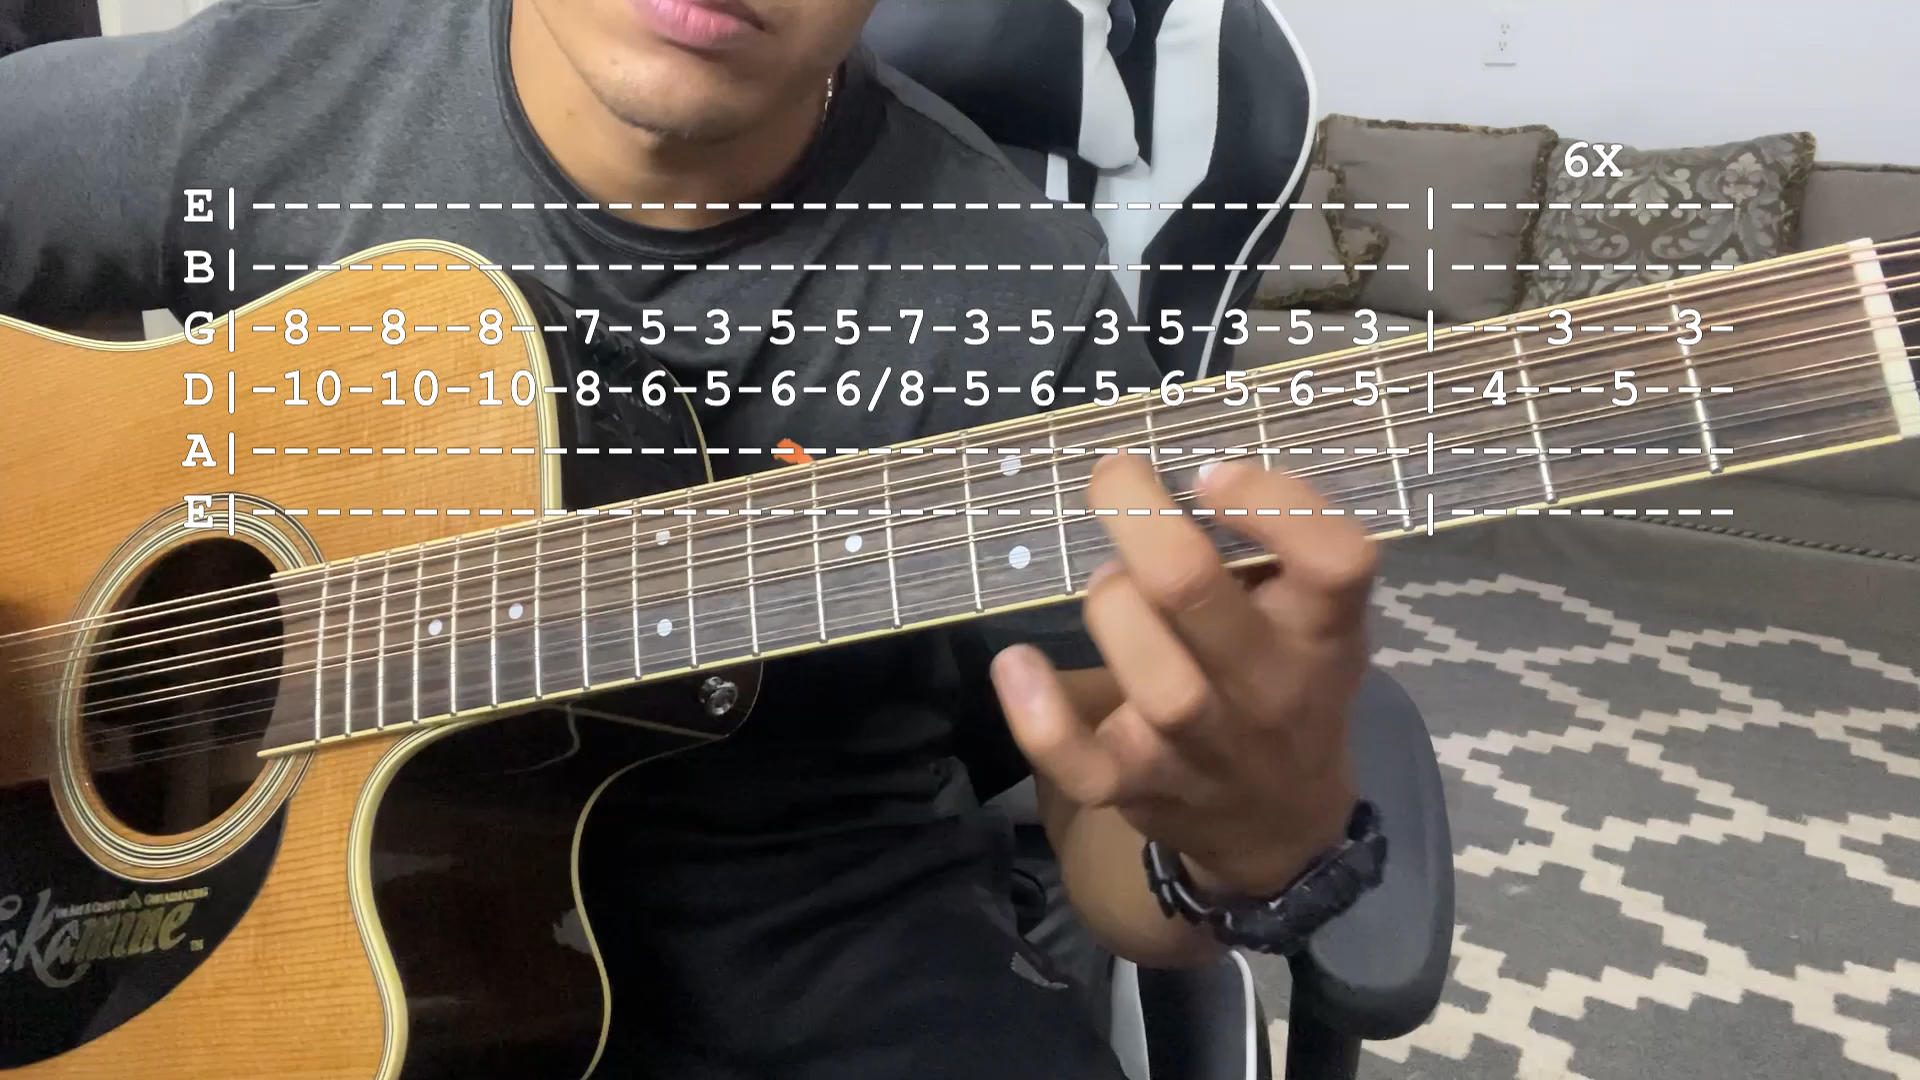 6X
E|-------------------------------------|---------
B|-------------------------------------|---------
G|-8--8--8--7-5-3-5-5-7-3-5-3-5-3-5-3-|---3---3-
D|-10-10-10-8-6-5-6-6/8-5-6-5-6-5-6-5-|-4---5---
A|-------------------------------------|---------
E|-------------------------------------|---------